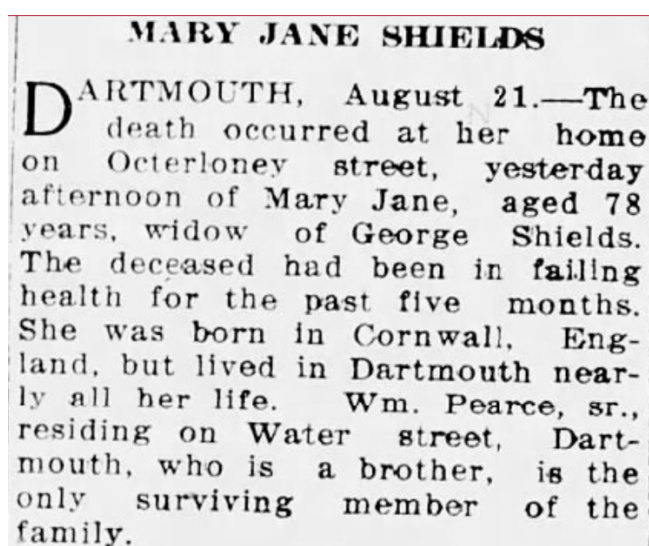 MARY JANE SHIELDS
DARTMOUTH, August 21.—The
death occurred at her home
on Octerloney street, yesterday
afternoon of Mary Jane, aged 78
years, widow of George Shields.
The deceased had been in failing
health for the past five months.
She was born in Cornwall, Eng-
land, but lived in Dartmouth near-
ly all her life. Wm. Pearce, sr.,
residing on Water street, Dart-
mouth, who is a brother, is the
only surviving member of the
family.